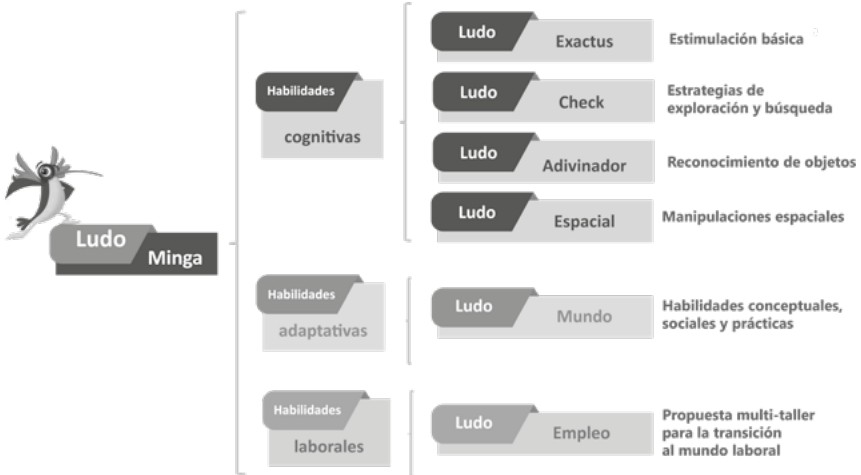 Ludo
Minga
Habilidades
cognitivas
Ludo
Exactus
Estimulación básica
Ludo
Check
Estrategias de
exploración y búsqueda
Ludo
Adivinador
Reconocimiento de objetos
Ludo
Espacial
Manipulaciones espaciales
Habilidades
adaptativas
Ludo
Mundo
Habilidades conceptuales,
sociales y prácticas
Habilidades
laborales
Ludo
Empleo
Propuesta multi-taller
para la transición
al mundo laboral